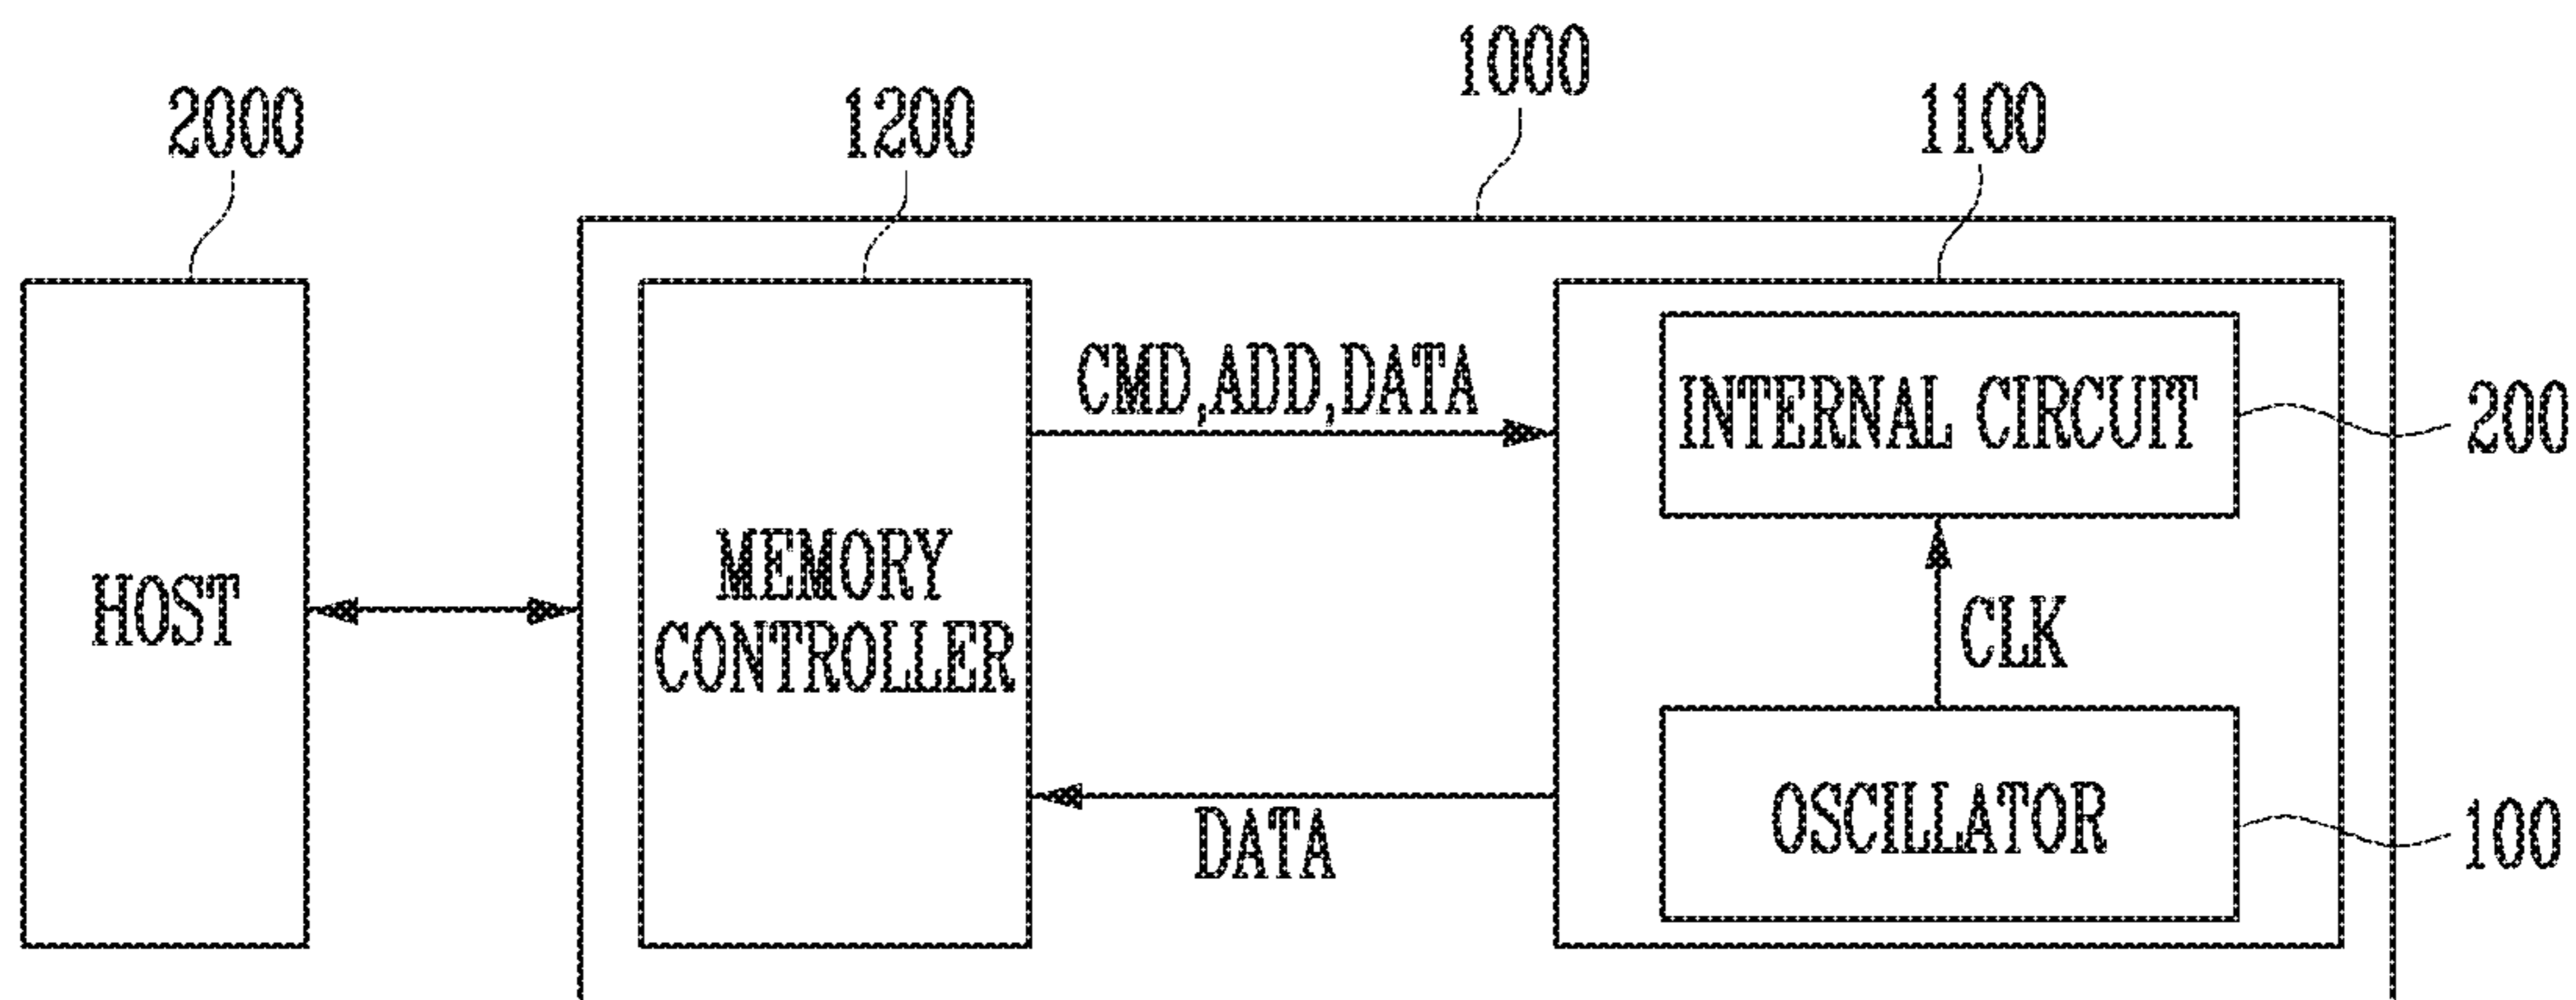 1000
2000
1200
1100
CMD,ADD,DATA
INTERNAL CIRCUIT
200
MEMORY
CONTROLLER
HOST
CLK
OSCILLATOR
100
DATA